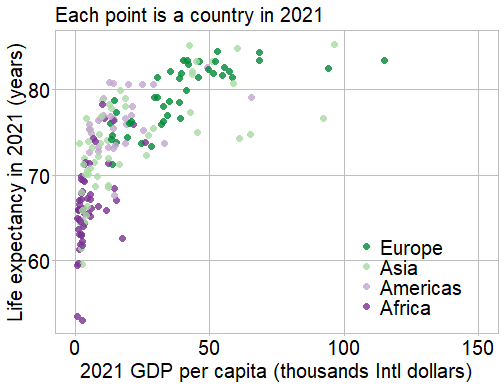 Each point is a country in 2021
Life expectancy in 2021 (years)
80
70
60
Europe
Asia
Americas
Africa
0
50
100
150
2021 GDP per capita (thousands Intl dollars)